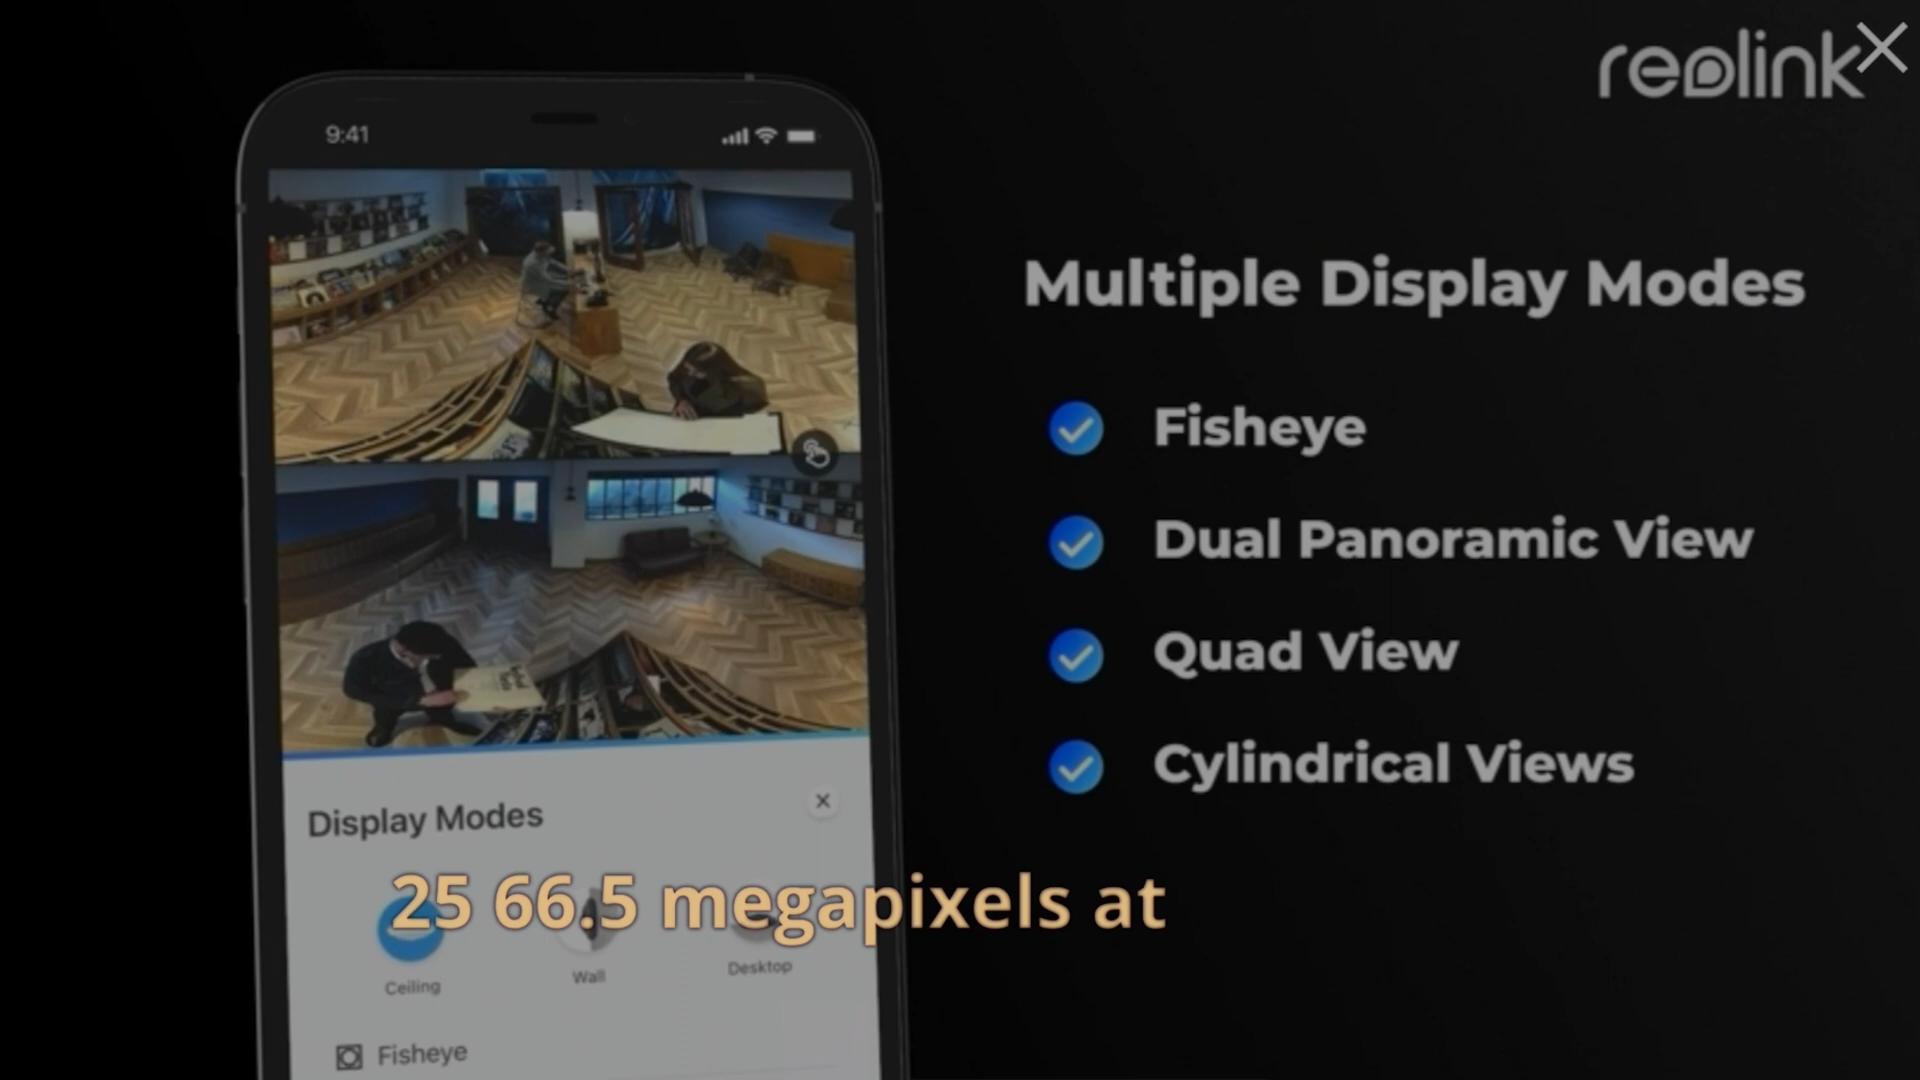 reolink
9:41
Multiple Display Modes
Fisheye
Dual Panoramic View
Quad View
Cylindrical Views
Display Modes
25 66.5 megapixels at
Ceiling
Wall
Desktop
Fisheye